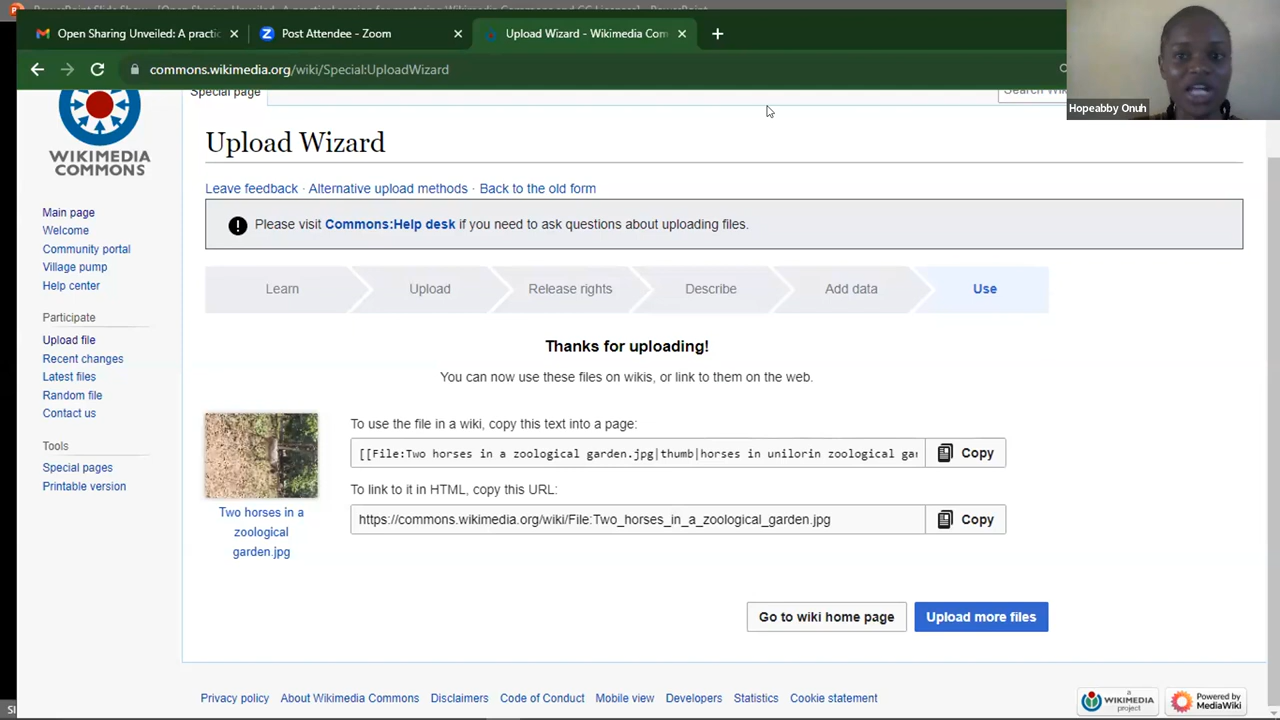 Open Sharing Unveiled: A practic
Post Attendee - Zoom
Upload Wizard - Wikimedia Com
commons.wikimedia.org/wiki/Special:UploadWizard
Hopeabby Onuh
Special page
WIKIMEDIA
COMMONS
Upload Wizard
Leave feedback · Alternative upload methods · Back to the old form
Please visit Commons:Help desk if you need to ask questions about uploading files.
Main page
Welcome
Community portal
Village pump
Help center
Participate
Upload file
Recent changes
Latest files
Random file
Contact us
Tools
Special pages
Printable version
Learn
Upload
Release rights
Describe
Add data
Use
Thanks for uploading!
You can now use these files on wikis, or link to them on the web.
Two horses in a
zoological
garden.jpg
To use the file in a wiki, copy this text into a page:
[[File:Two horses in a zoological garden.jpg|thumb|horses in unilorin zoological gar
Copy
To link to it in HTML, copy this URL:
https://commons.wikimedia.org/wiki/File:Two_horses_in_a_zoological_garden.jpg
Copy
Go to wiki home page
Upload more files
Privacy policy
About Wikimedia Commons
Disclaimers
Code of Conduct
Mobile view
Developers
Statistics
Cookie statement
a
WIKIMEDIA
project
Powered by
MediaWiki